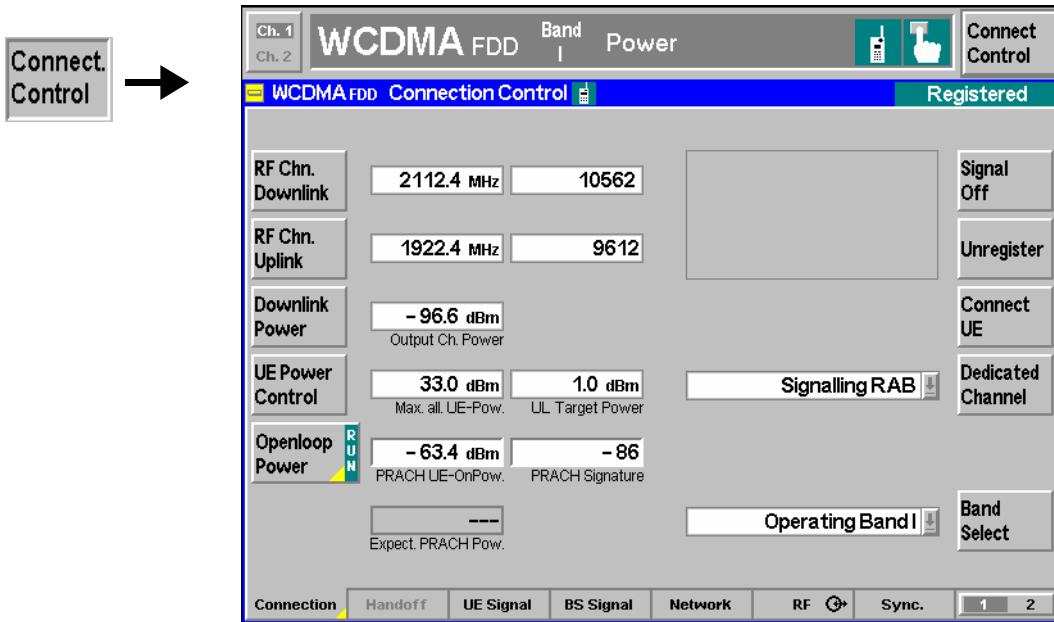 Connect.
Control
Ch. 1
Ch. 2
WCDMA FDD Band I Power
Connect
Control
WCDMA FDD Connection Control
Registered
RF Chn.
Downlink
2112.4 MHz
10562
Signal
Off
RF Chn.
Uplink
1922.4 MHz
9612
Unregister
Downlink
Power
– 96.6 dBm
Output Ch. Power
Connect
UE
UE Power
Control
33.0 dBm
Max. all. UE-Pow.
1.0 dBm
UL Target Power
Signalling RAB
Dedicated
Channel
Openloop
Power
RUN
– 63.4 dBm
PRACH UE-OnPow.
– 86
PRACH Signature
---
Expect. PRACH Pow.
Operating Band I
Band
Select
Connection
Handoff
UE Signal
BS Signal
Network
RF
Sync.
1 2